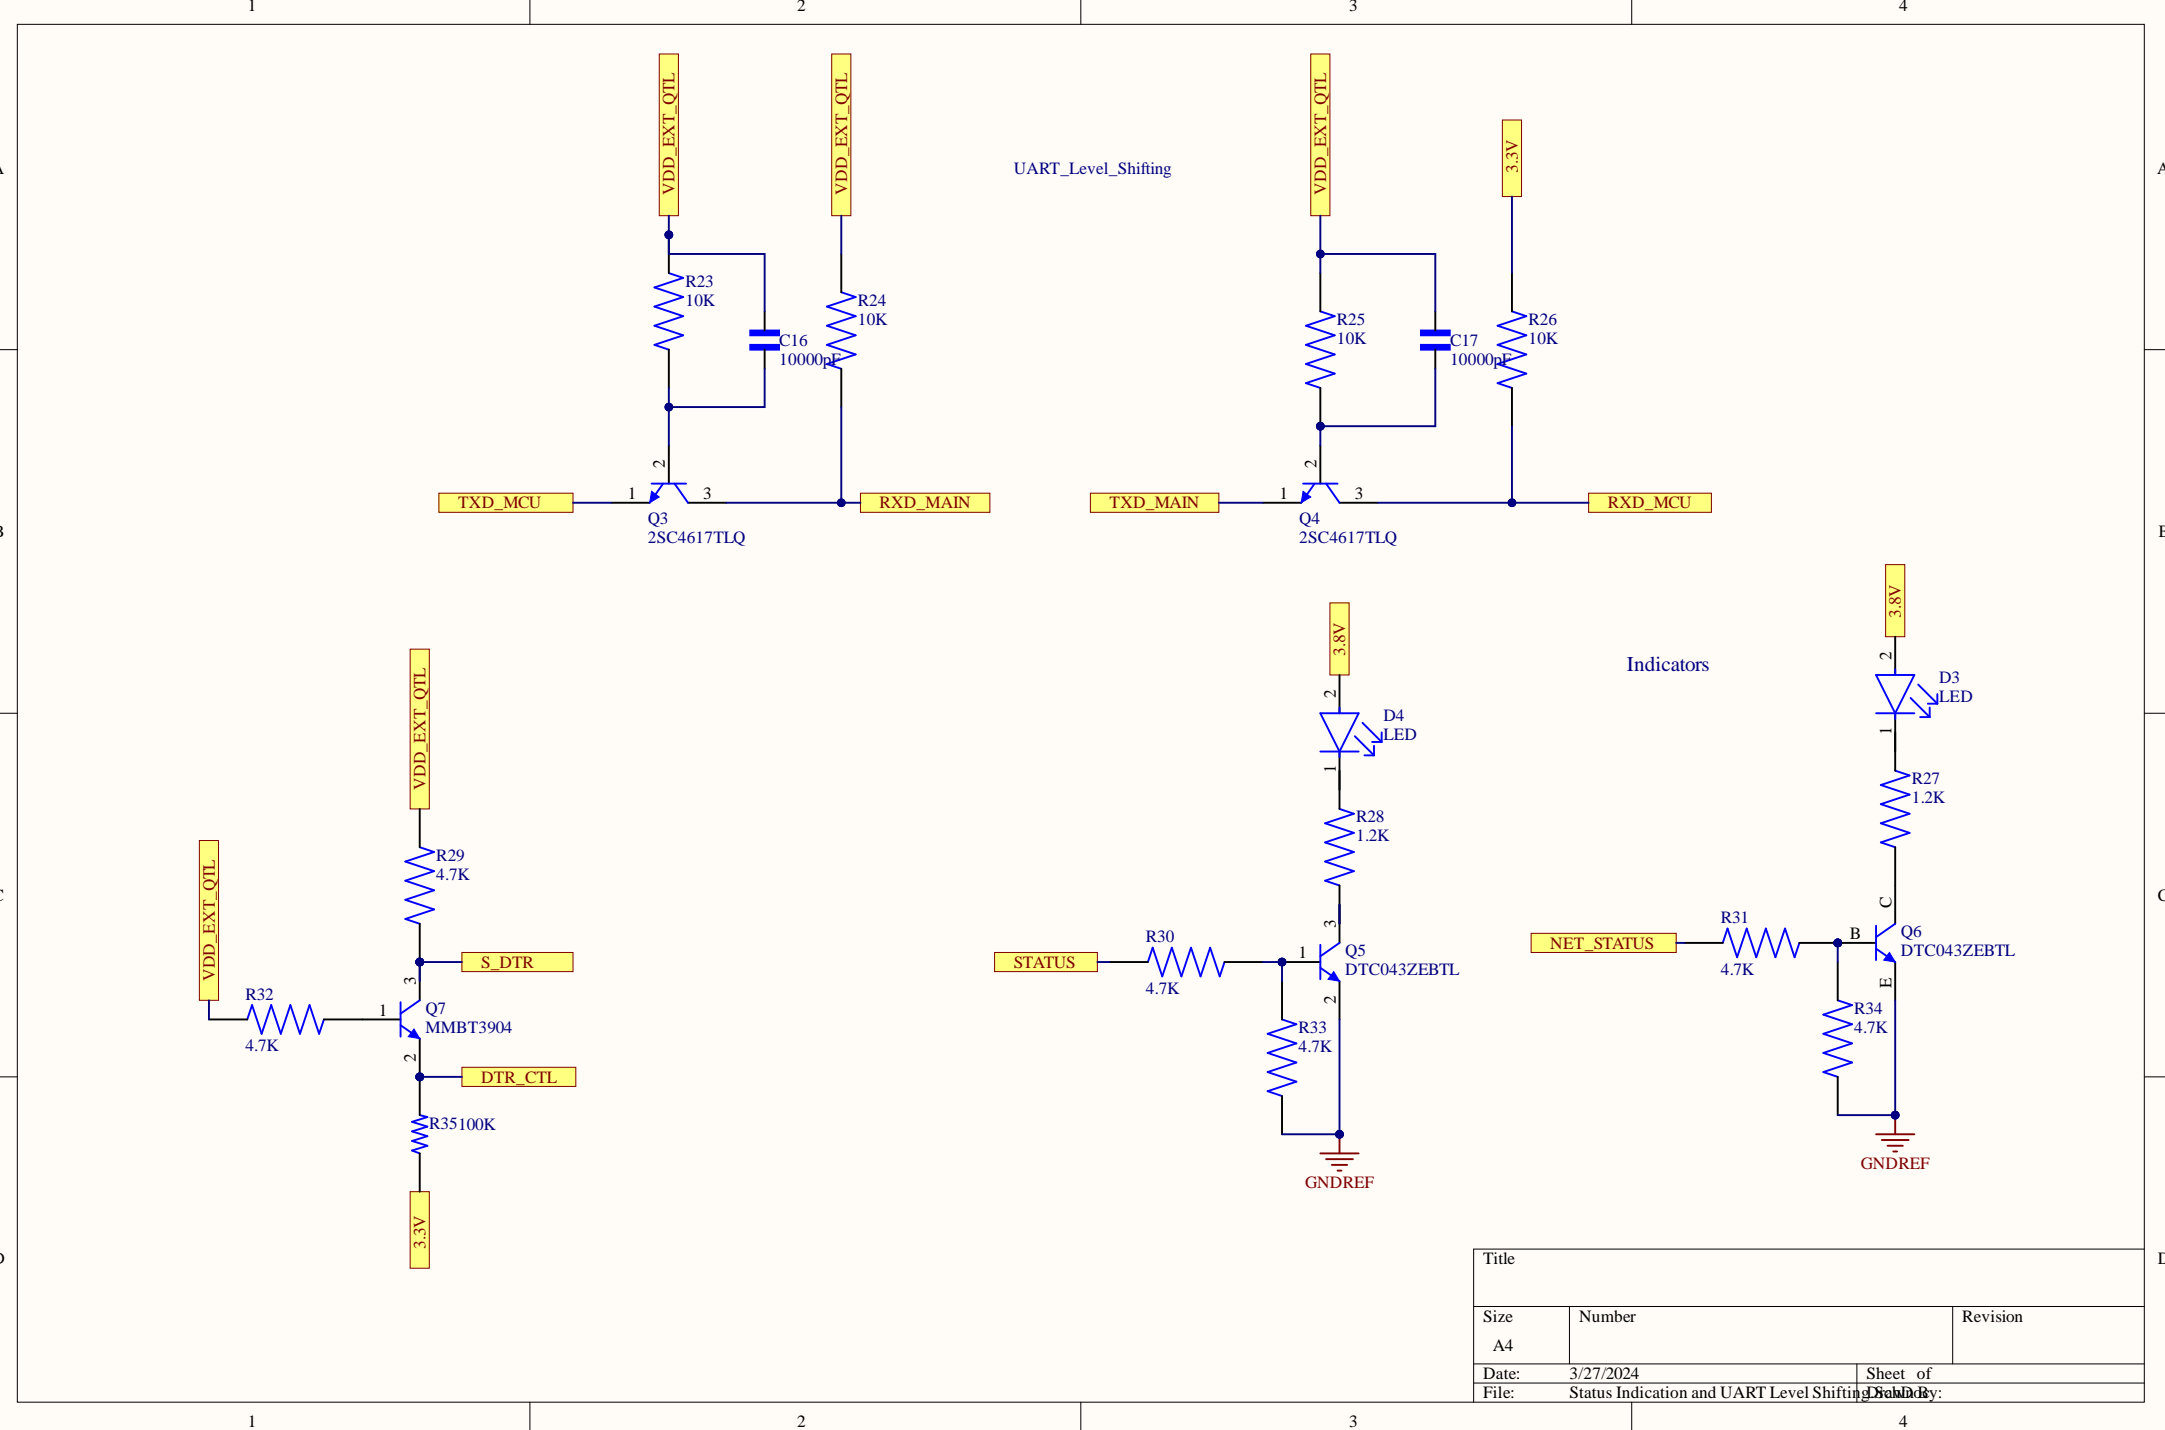 1
2
3
4
VDD_EXT_QTL
VDD_EXT_QTL
VDD_EXT_QTL
3.3V
A
UART_Level_Shifting
A
R23
10K
R24
10K
C16
10000pF
R25
10K
C17
10000pF
R26
10K
2
2
TXD_MCU
1
3
RXD_MAIN
TXD_MAIN
1
3
RXD_MCU
Q3
2SC4617TLQ
Q4
2SC4617TLQ
B
B
3.8V
3.8V
Indicators
VDD_EXT_QTL
2
D4
LED
1
2
D3
LED
1
R28
1.2K
R27
1.2K
R29
4.7K
VDD_EXT_QTL
C
C
S_DTR
3
R32
4.7K
1
Q7
MMBT3904
2
DTR_CTL
R35 100K
3.3V
STATUS
R30
4.7K
3
1
Q5
DTC043ZEBTL
2
R33
4.7K
GNDREF
NET_STATUS
R31
4.7K
C
B
Q6
DTC043ZEBTL
E
R34
4.7K
GNDREF
D
D
Title
Size
Number
Revision
A4
Date:
3/27/2024
Sheet of
File:
Status Indication and UART Level Shifting.SchDoc
Drawn By:
1
2
3
4